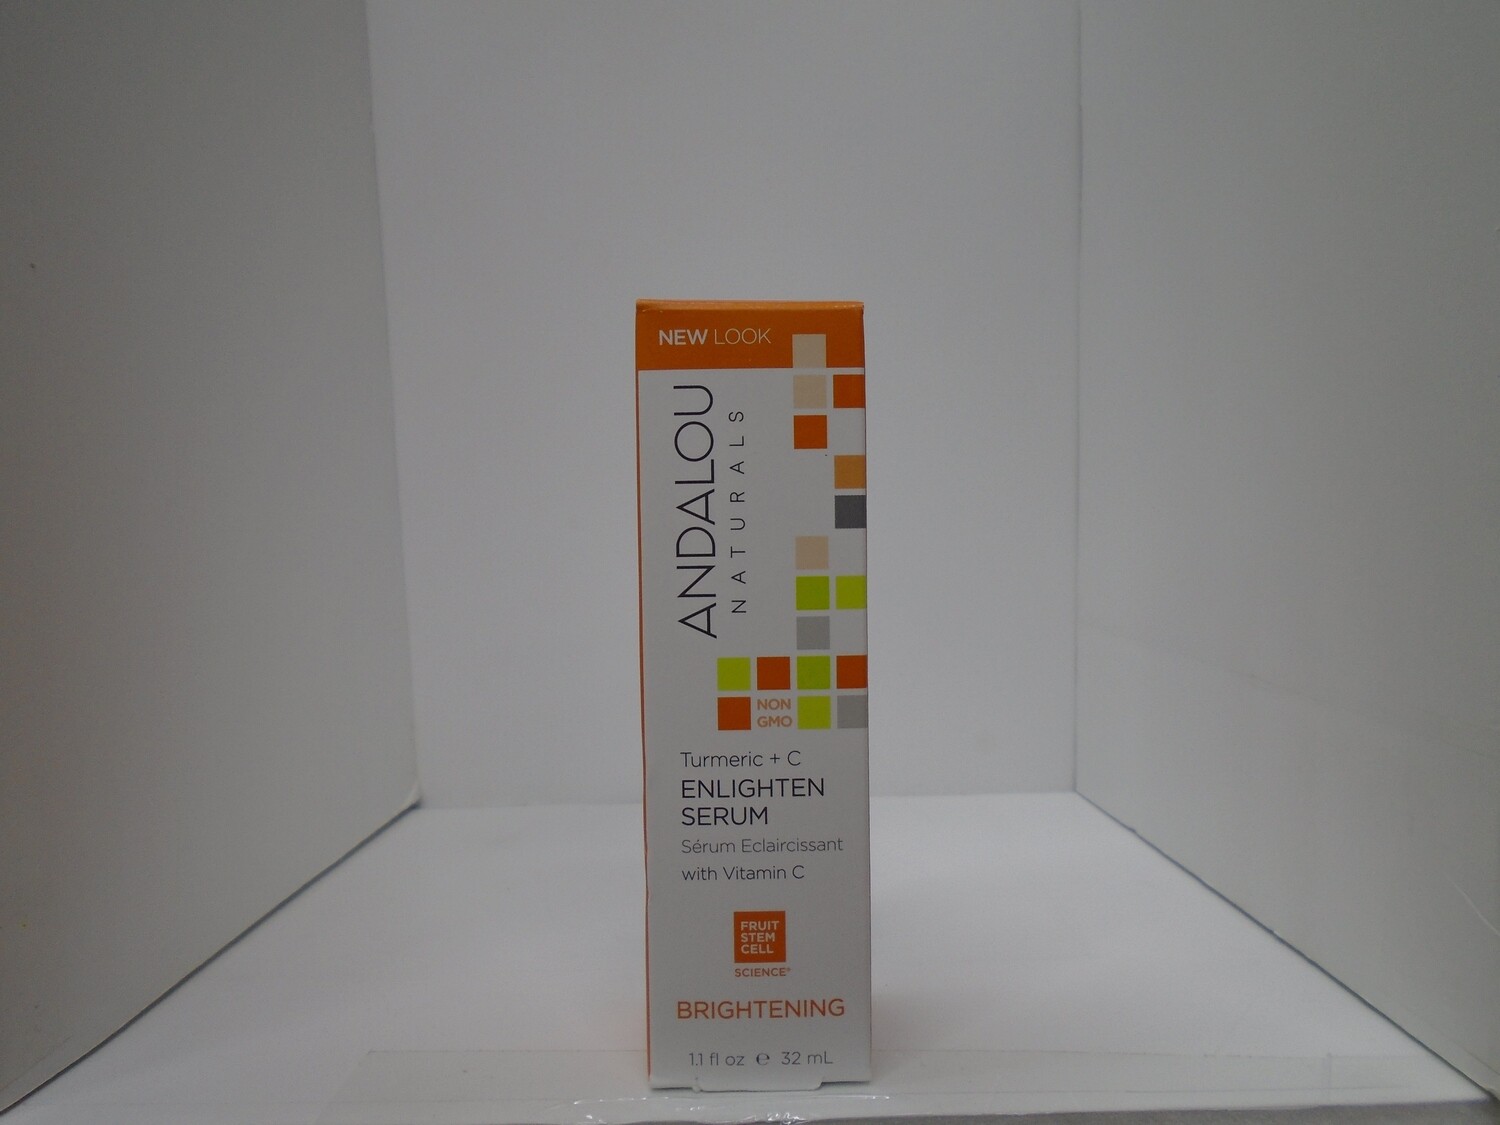 NEW LOOK
ANDALOU
NATURALS
NON
GMO
Turmeric + C
ENLIGHTEN
SERUM
Sérum Eclaircissant
with Vitamin C
FRUIT
STEM
CELL
SCIENCE®
BRIGHTENING
1.1 fl oz ℮ 32 mL